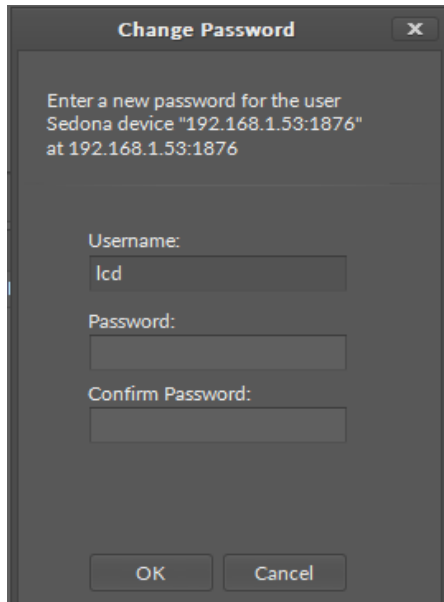 Change Password
x
Enter a new password for the user
Sedona device "192.168.1.53:1876"
at 192.168.1.53:1876
Username:
lcd
Password:
Confirm Password:
OK
Cancel